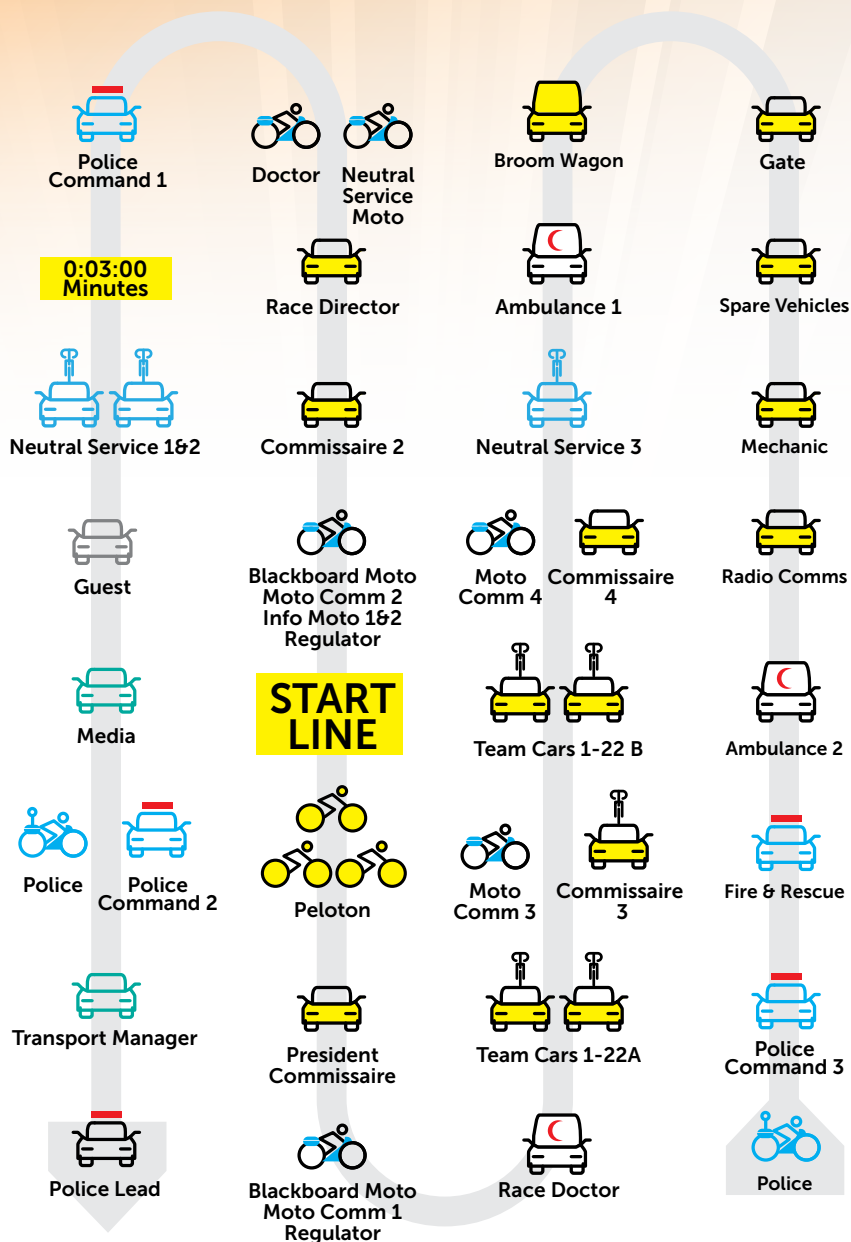 Police
Command 1
0:03:00
Minutes
Neutral Service 1&2
Guest
Media
Police
Police
Command 2
Transport Manager
Police Lead
Doctor
Neutral
Service
Moto
Race Director
Commissaire 2
Blackboard Moto
Moto Comm 2
Info Moto 1&2
Regulator
START
LINE
Peloton
President
Commissaire
Blackboard Moto
Moto Comm 1
Regulator
Broom Wagon
Ambulance 1
Neutral Service 3
Moto
Comm 4
Commissaire
4
Team Cars 1-22 B
Moto
Comm 3
Commissaire
3
Team Cars 1-22A
Race Doctor
Gate
Spare Vehicles
Mechanic
Radio Comms
Ambulance 2
Fire & Rescue
Police
Command 3
Police